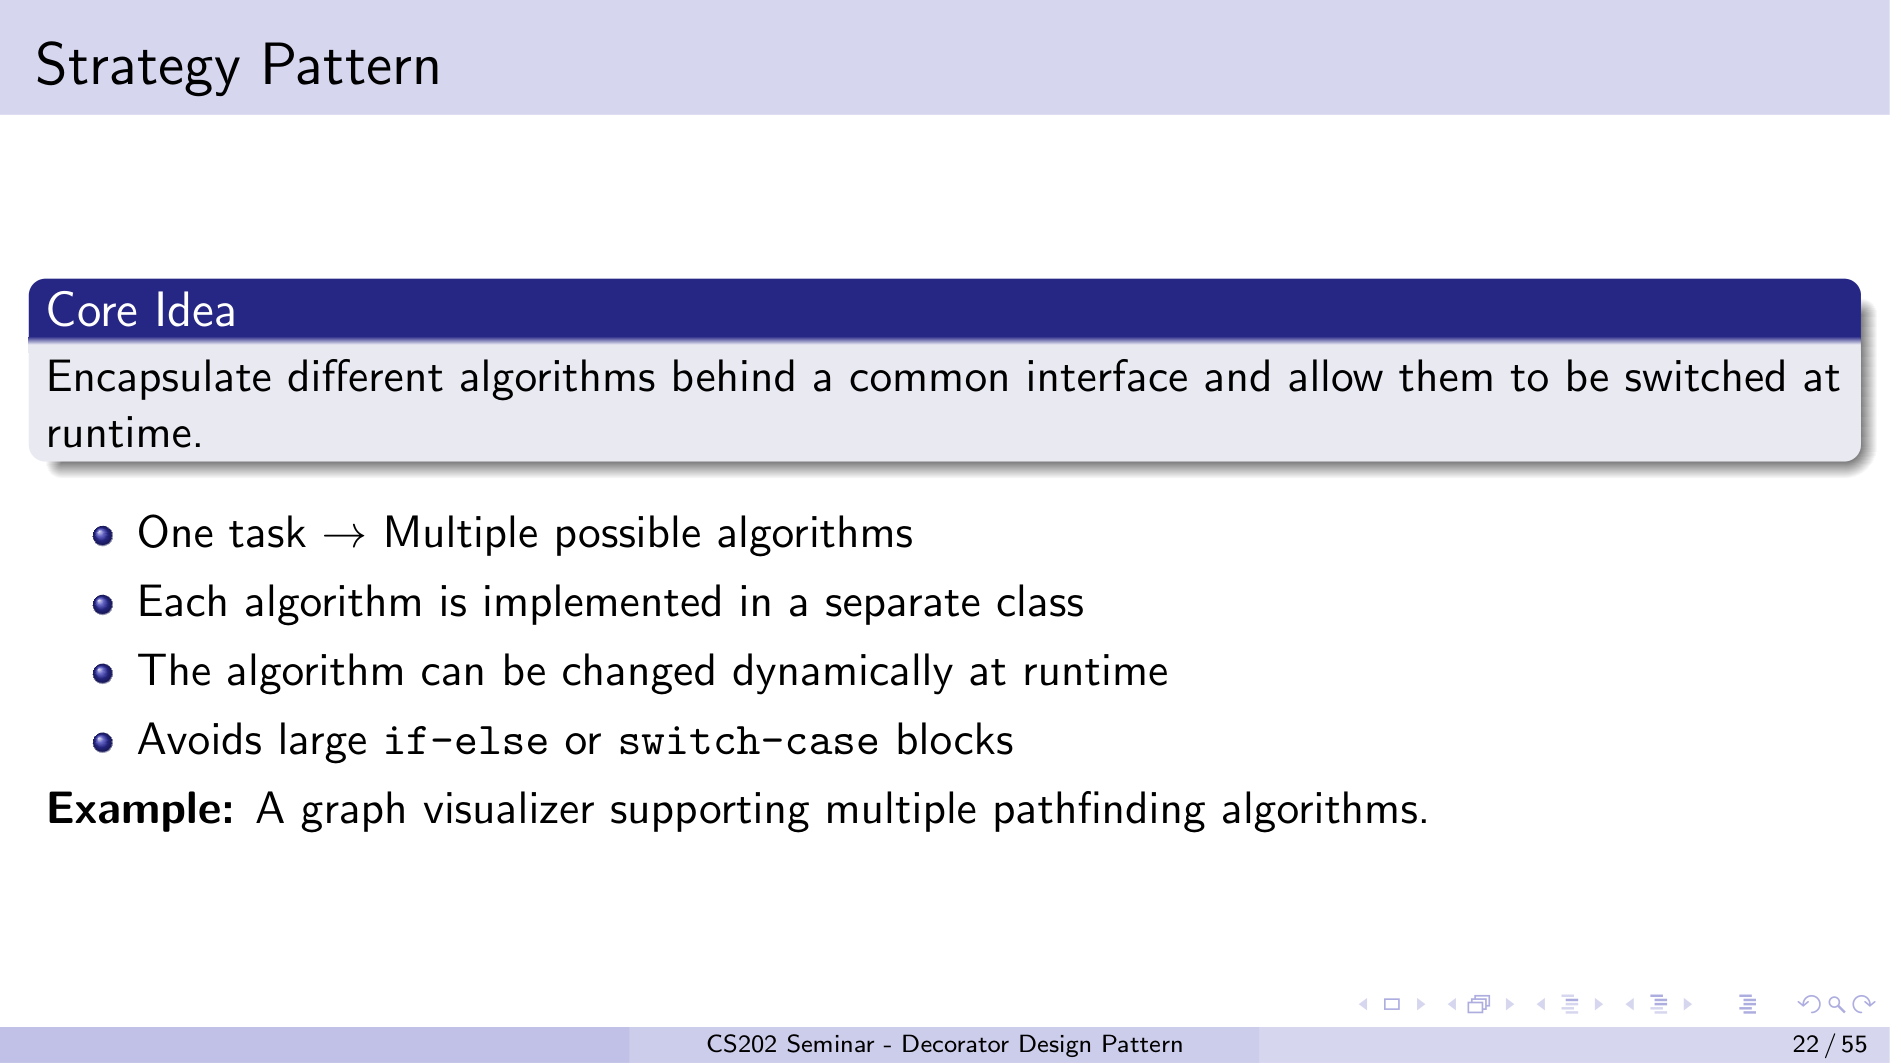 Strategy Pattern
Core Idea
Encapsulate different algorithms behind a common interface and allow them to be switched at
runtime.
One task → Multiple possible algorithms
Each algorithm is implemented in a separate class
The algorithm can be changed dynamically at runtime
Avoids large if-else or switch-case blocks
Example: A graph visualizer supporting multiple pathfinding algorithms.
CS202 Seminar - Decorator Design Pattern
22 / 55